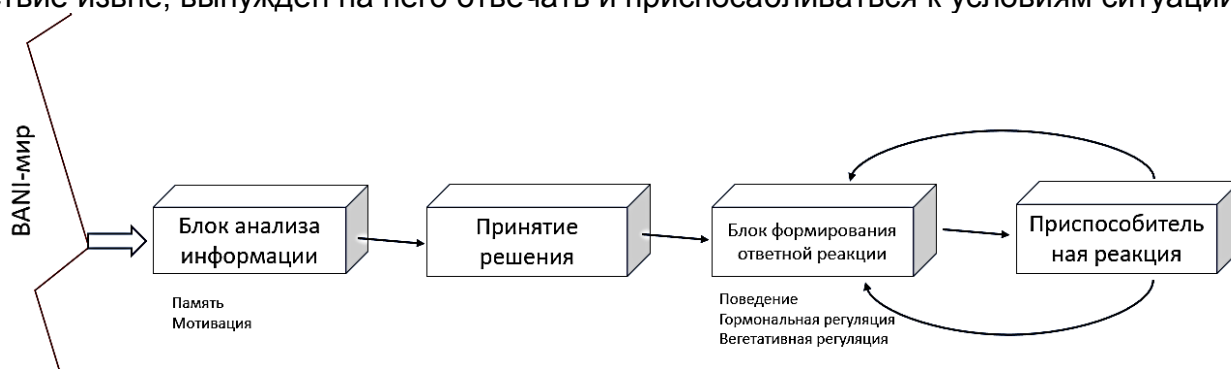 ствие извне, вынужден на него отвечать и приспосабливаться к условиям ситуации
BANI-мир
Блок анализа
информации
Память
Мотивация
Принятие
решения
Блок формирования
ответной реакции
Поведение
Гормональная регуляция
Вегетативная регуляция
Приспособитель
ная реакция